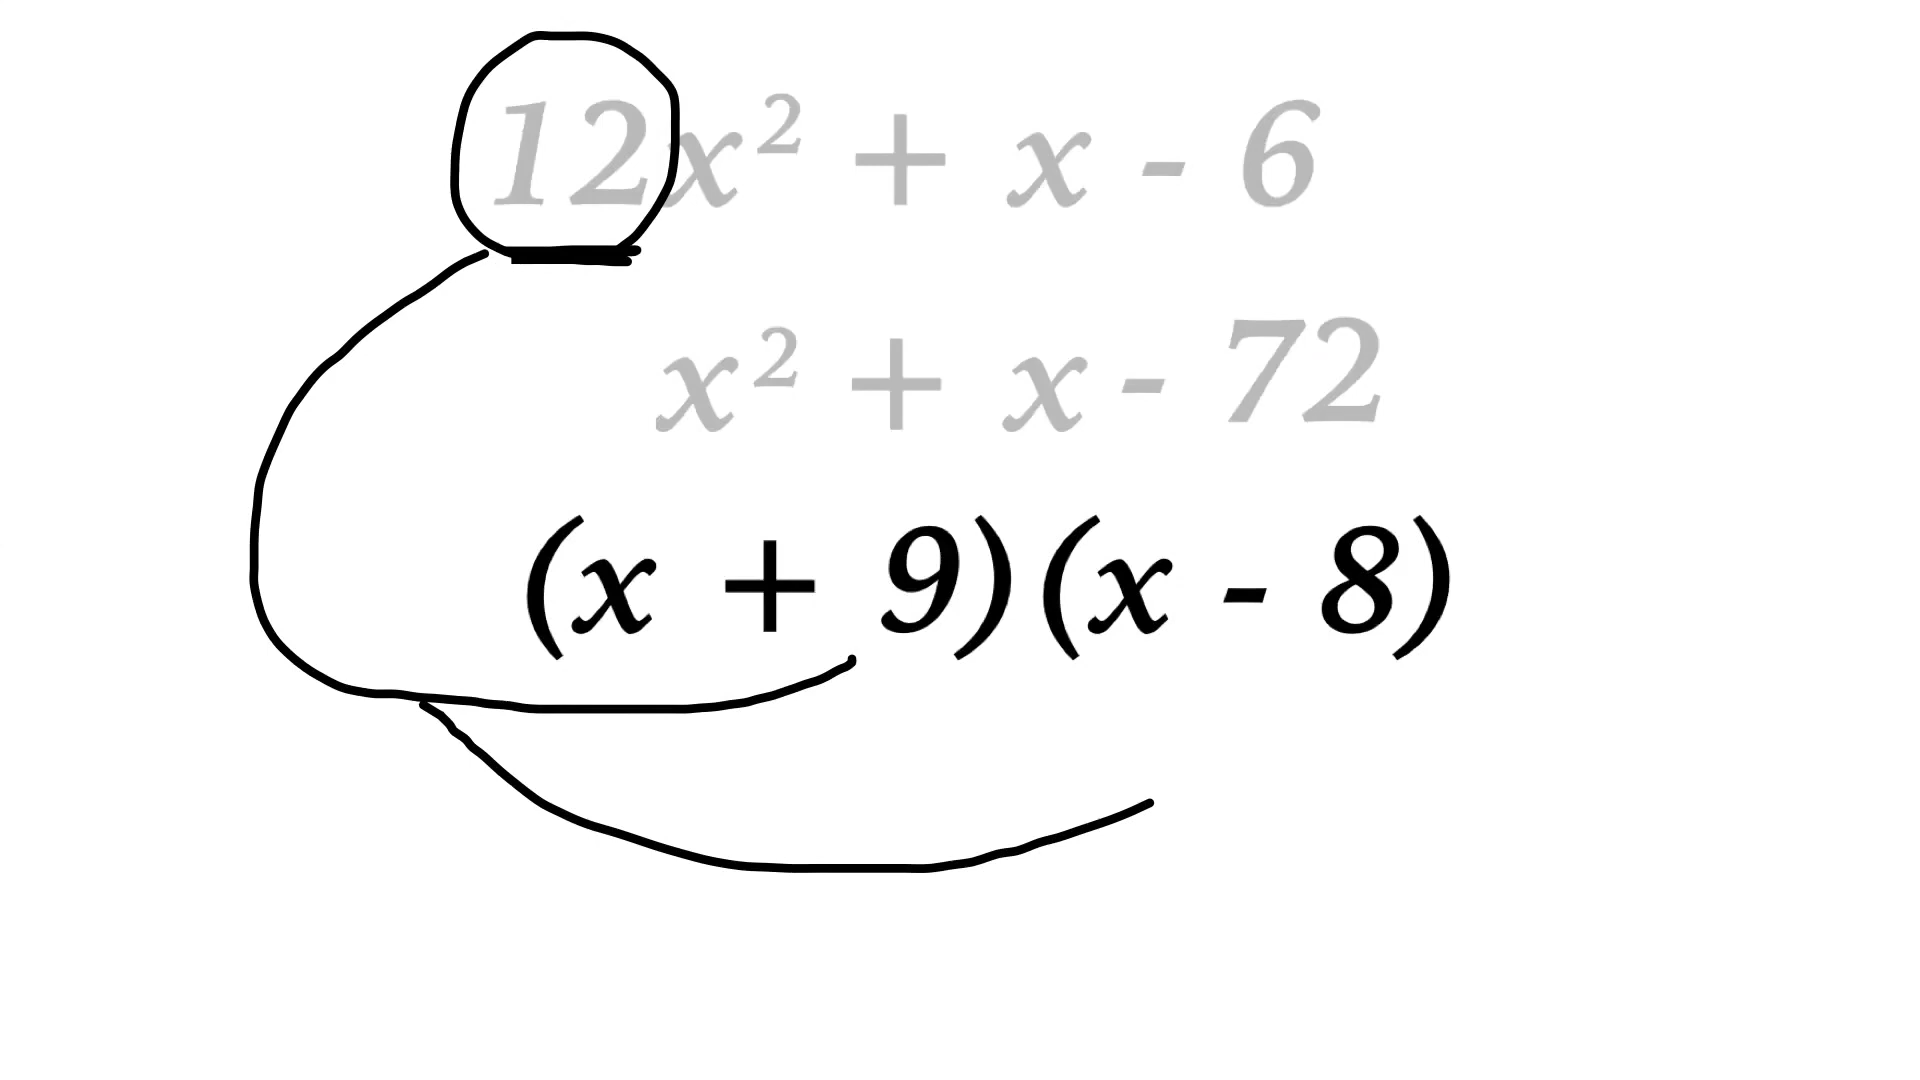 12x² + x - 6
x² + x - 72
(x + 9)(x - 8)